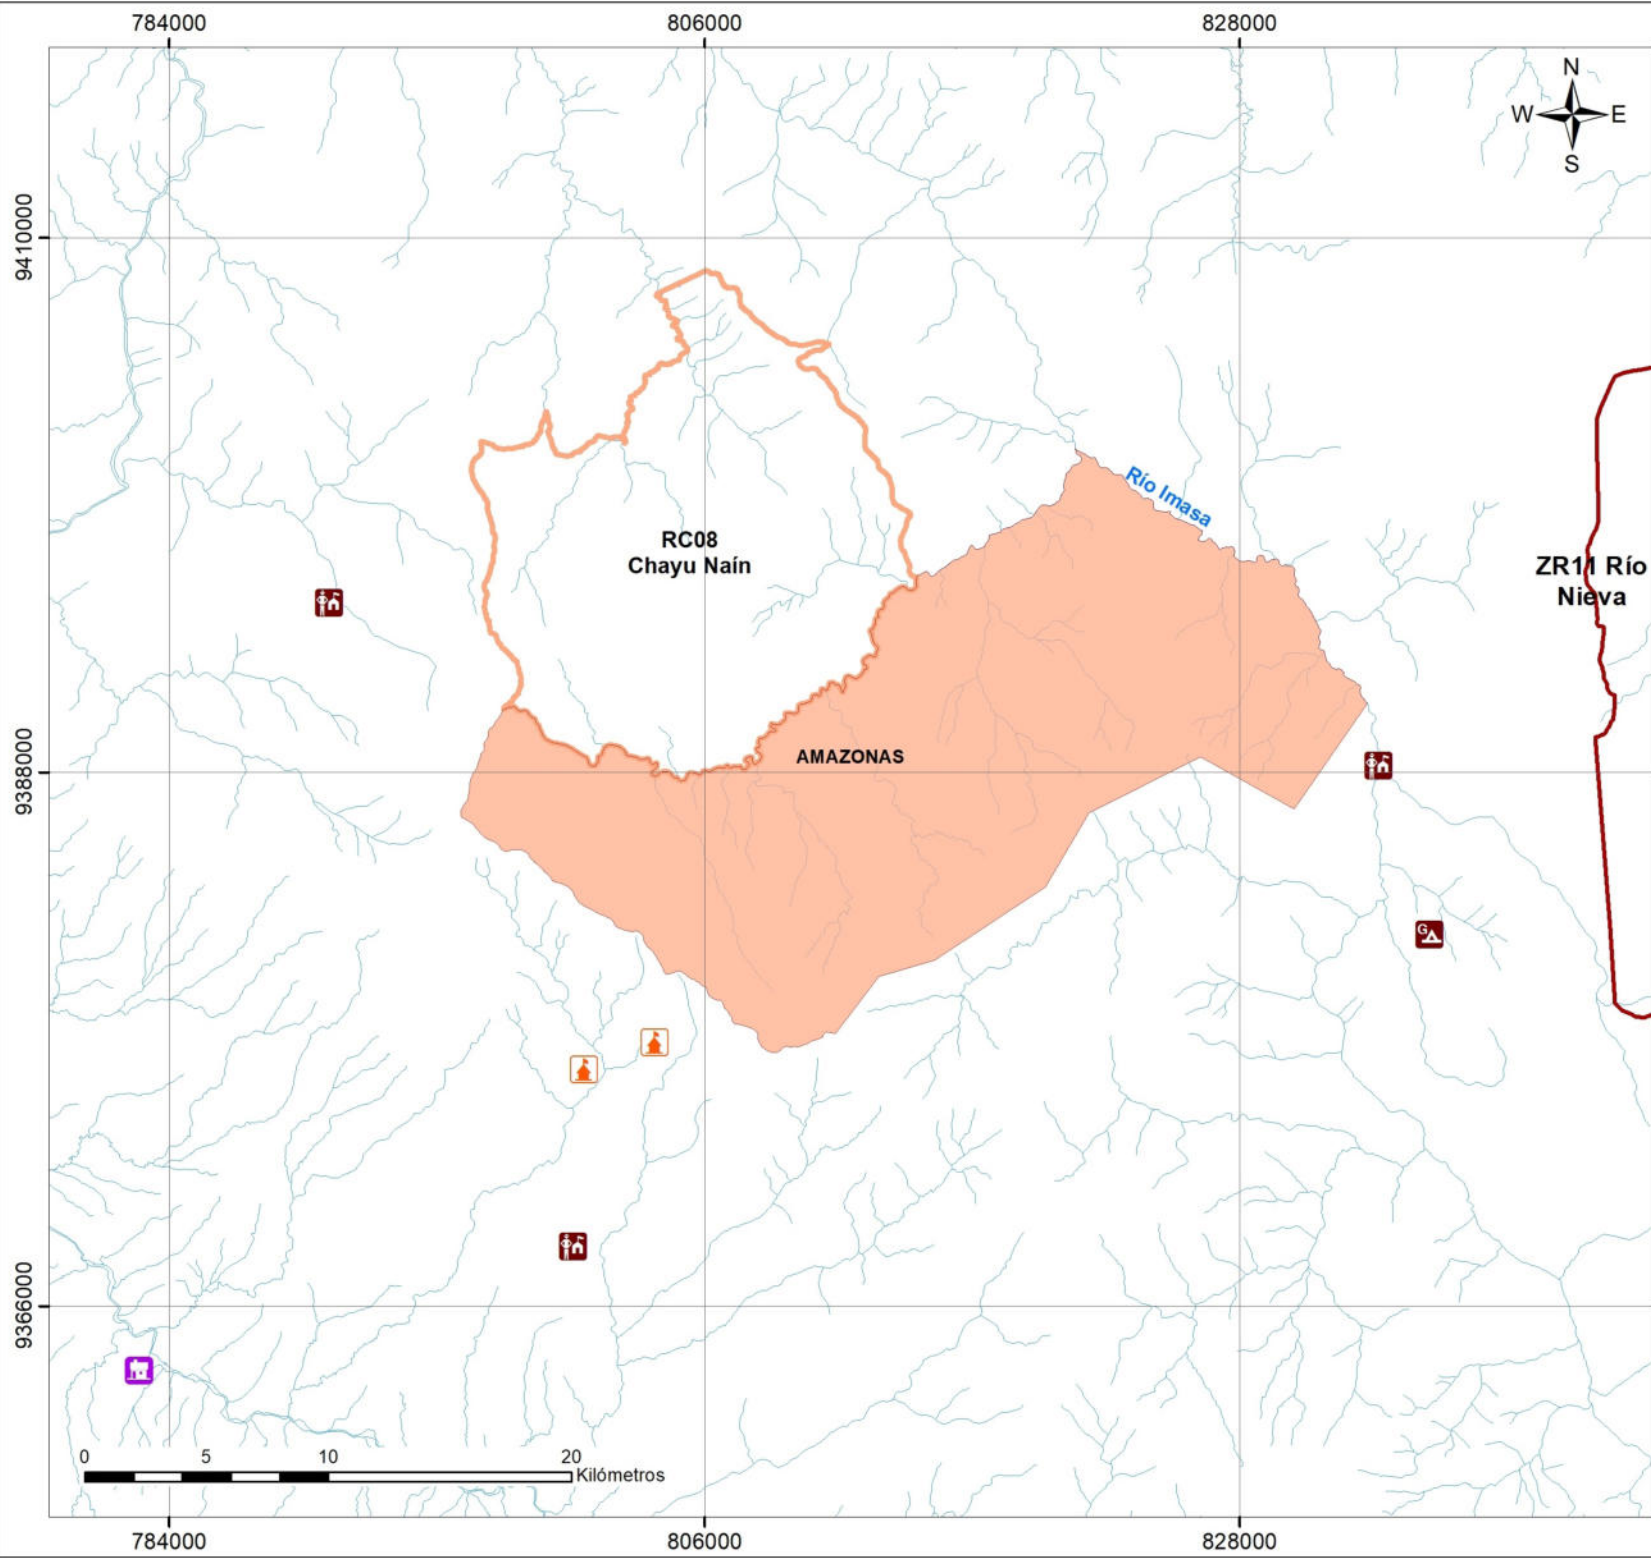 784000 806000 828000
N
W E
S
9410000
Río Imasa
RC08
Chayu Naín
ZR11 Río
Nieva
AMAZONAS
9388000
G
9366000
0 5 10 20
Kilómetros
784000 806000 828000